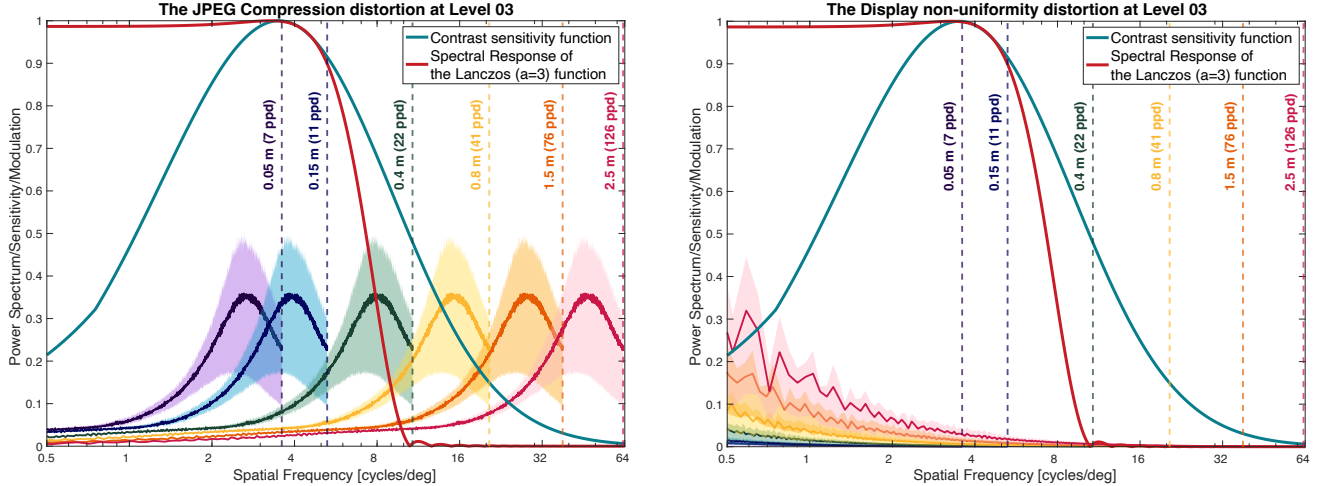 The JPEG Compression distortion at Level 03
Power Spectrum/Sensitivity/Modulation
1
0.9
0.8
0.7
0.6
0.5
0.4
0.3
0.2
0.1
0
Contrast sensitivity function
Spectral Response of
the Lanczos (a=3) function
0.05 m (7 ppd)
0.15 m (11 ppd)
0.4 m (22 ppd)
0.8 m (41 ppd)
1.5 m (76 ppd)
2.5 m (126 ppd)
0.5 1 2 4 8 16 32 64
Spatial Frequency [cycles/deg]
The Display non-uniformity distortion at Level 03
Power Spectrum/Sensitivity/Modulation
1
0.9
0.8
0.7
0.6
0.5
0.4
0.3
0.2
0.1
0
Contrast sensitivity function
Spectral Response of
the Lanczos (a=3) function
0.05 m (7 ppd)
0.15 m (11 ppd)
0.4 m (22 ppd)
0.8 m (41 ppd)
1.5 m (76 ppd)
2.5 m (126 ppd)
0.5 1 2 4 8 16 32 64
Spatial Frequency [cycles/deg]